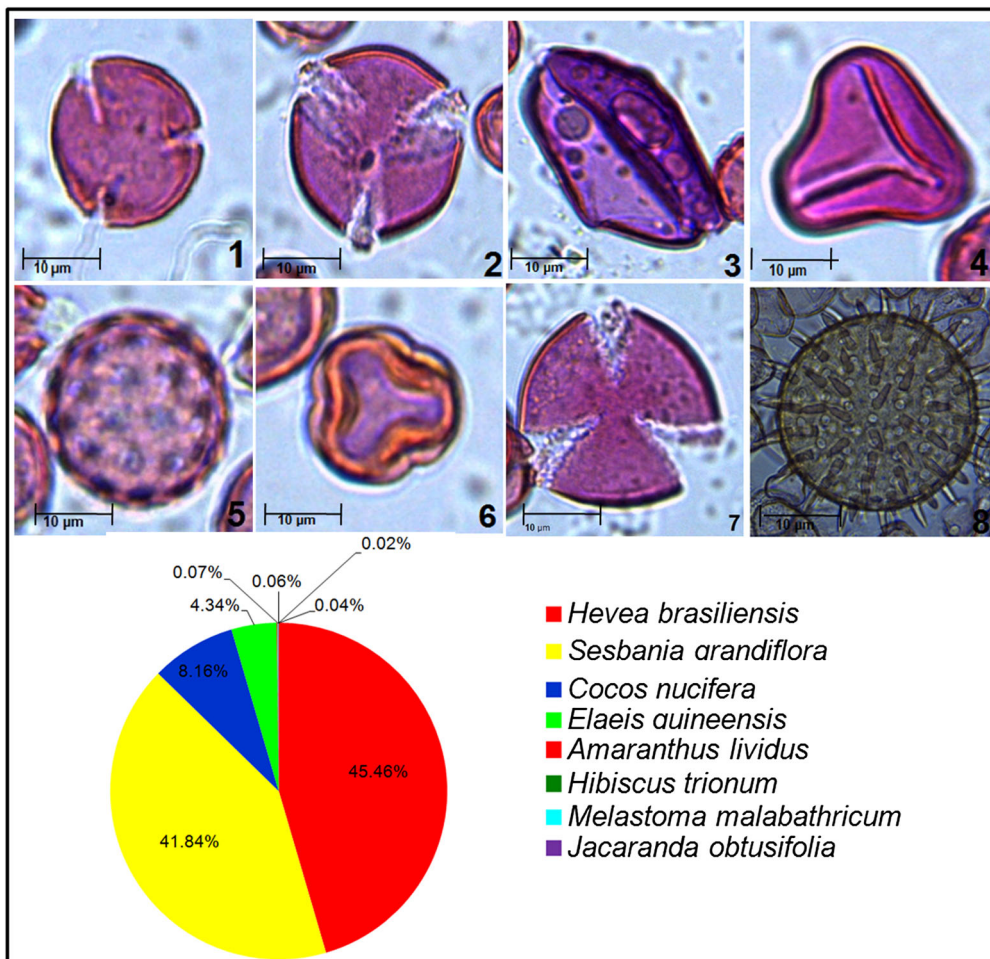 1
10 µm
2
10 µm
3
10 µm
4
10 µm
5
10 µm
6
10 µm
7
10 µm
8
10 µm
0.02%
0.07%
0.06%
4.34%
0.04%
8.16%
45.46%
41.84%
Hevea brasiliensis
Sesbania grandiflora
Cocos nucifera
Elaeis guineensis
Amaranthus lividus
Hibiscus trionum
Melastoma malabathricum
Jacaranda obtusifolia